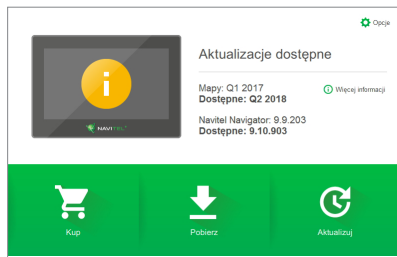 Opcje
Aktualizacje dostępne
Mapy: Q1 2017
Dostępne: Q2 2018
Więcej informacji
Navitel Navigator: 9.9.203
Dostępne: 9.10.903
NAVITEL
Kup
Pobierz
Aktualizuj